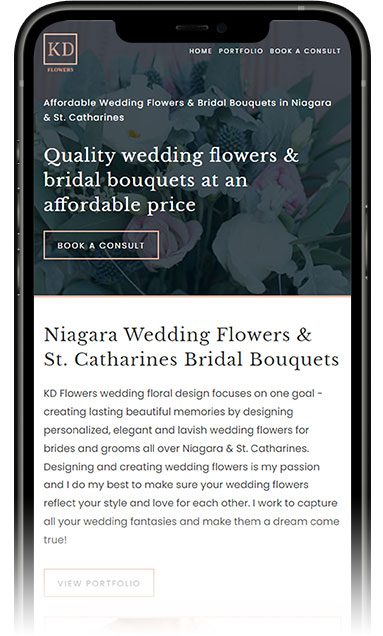 KD
FLOWERS
HOME PORTFOLIO BOOK A CONSULT
Affordable Wedding Flowers & Bridal Bouquets in Niagara
& St. Catharines
Quality wedding flowers &
bridal bouquets at an
affordable price
BOOK A CONSULT
Niagara Wedding Flowers &
St. Catharines Bridal Bouquets
KD Flowers wedding floral design focuses on one goal -
creating lasting beautiful memories by designing
personalized, elegant and lavish wedding flowers for
brides and grooms all over Niagara & St. Catharines.
Designing and creating wedding flowers is my passion
and I do my best to make sure your wedding flowers
reflect your style and love for each other. I work to capture
all your wedding fantasies and make them a dream come
true!
VIEW PORTFOLIO